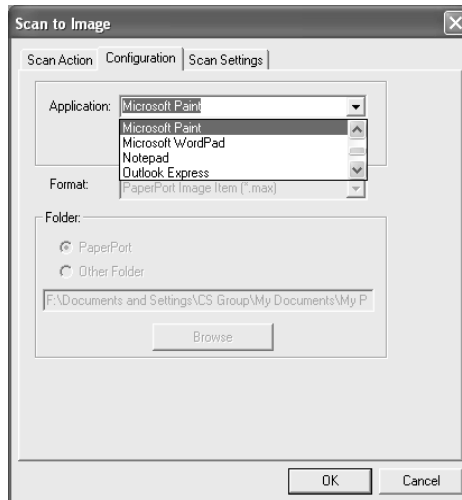 Scan to Image
Scan Action Configuration Scan Settings
Application: Microsoft Paint
Microsoft Paint
Microsoft WordPad
Notepad
Outlook Express
Format: PaperPort Image Item (*.max)
Folder:
PaperPort
Other Folder
F:\Documents and Settings\CS Group\My Documents\My P
Browse
OK Cancel